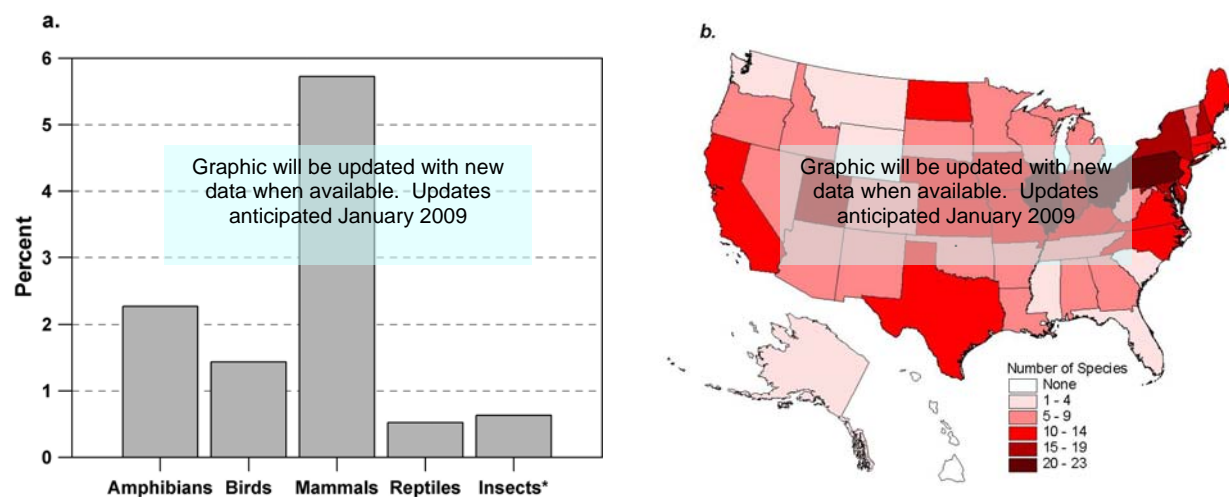 a.
6
5
4
3
2
1
0
Percent
Amphibians Birds Mammals Reptiles Insects*
Graphic will be updated with new
data when available. Updates
anticipated January 2009
b.
Graphic will be updated with new
data when available. Updates
anticipated January 2009
Number of Species
None
1 - 4
5 - 9
10 - 14
15 - 19
20 - 23